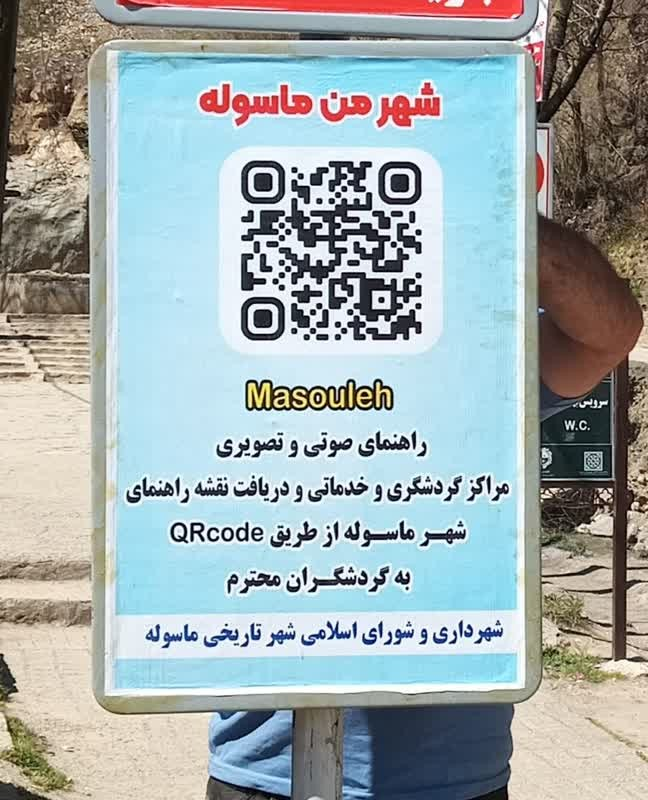 شهر من ماسوله
Masouleh
راهنمای صوتی و تصویری
مراکز گردشگری و خدماتی و دریافت نقشه راهنمای
شهر ماسوله از طریق QRcode
به گردشگران محترم
شهرداری و شورای اسلامی شهر تاریخی ماسوله
سرویس
W.C.